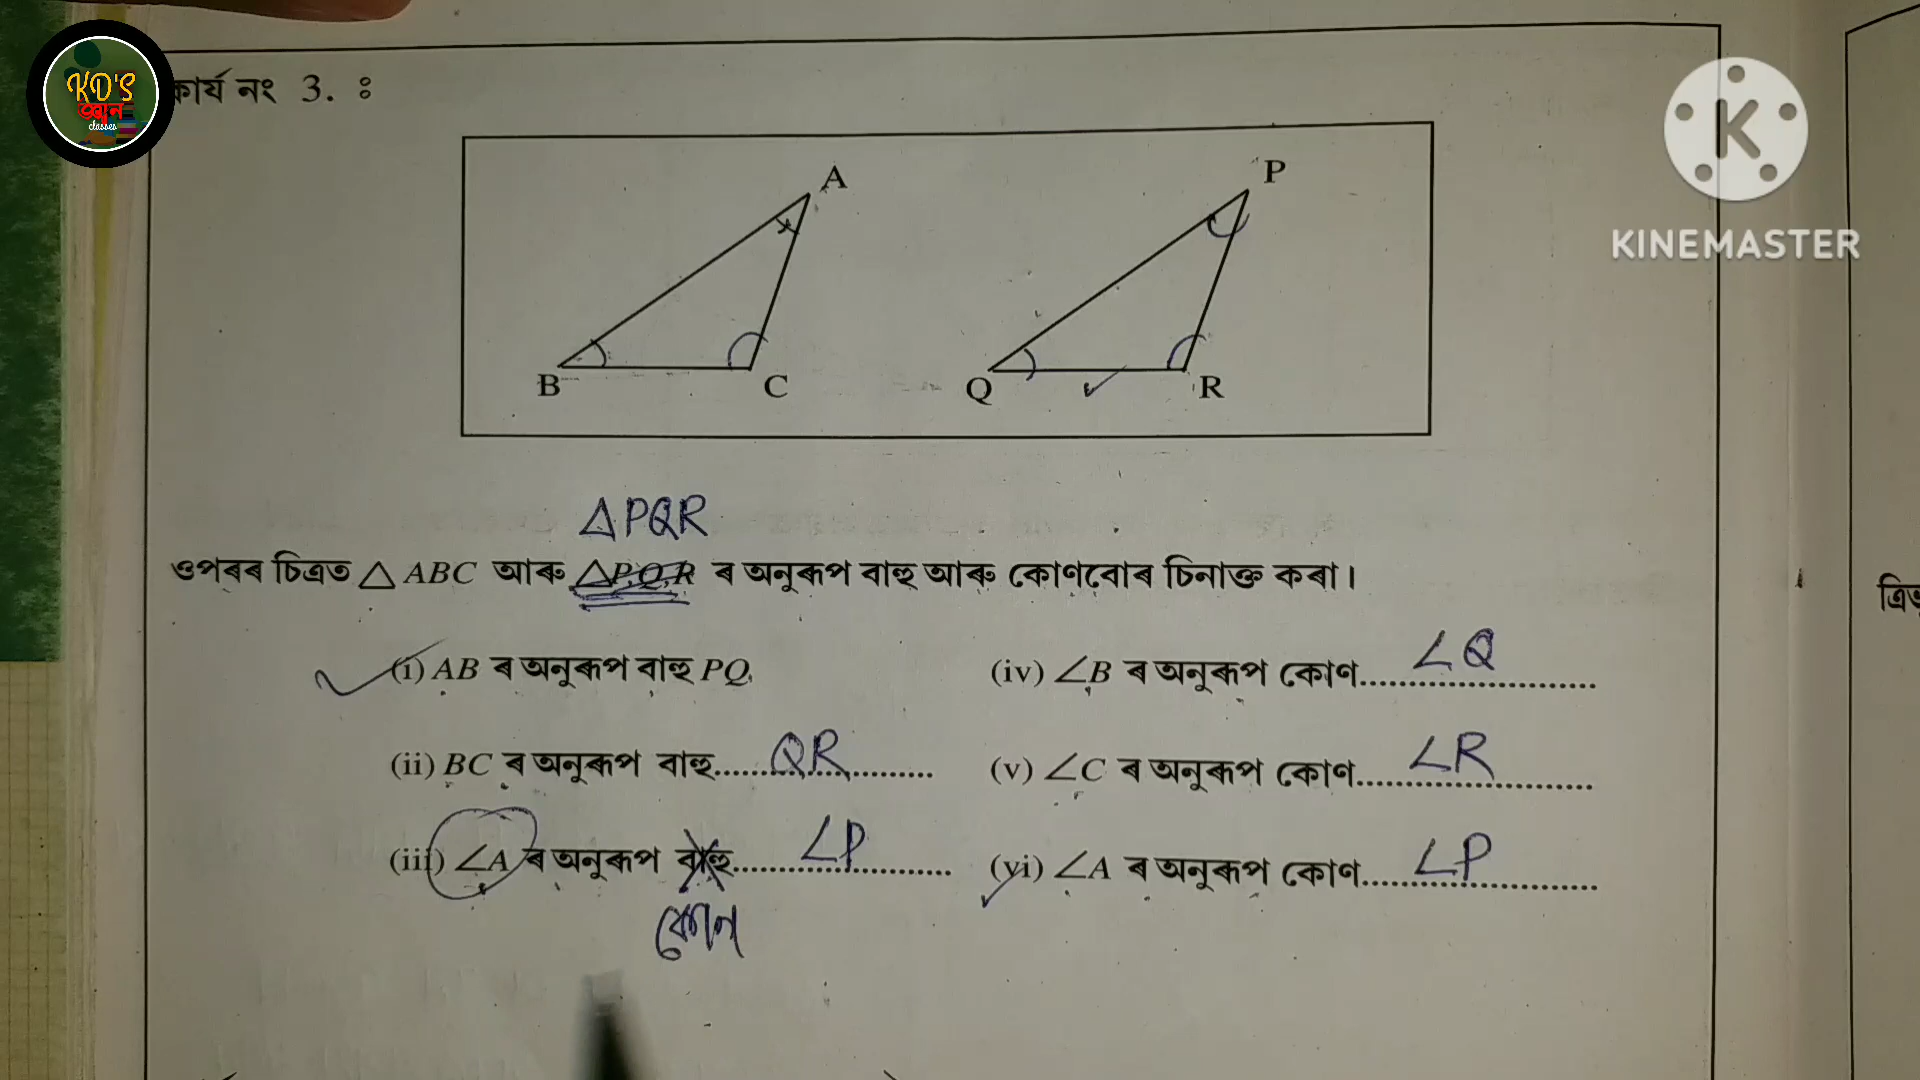 KD'S
জ্ঞান
classes
কাৰ্য নং 3. ঃ
KINEMASTER
A
P
B
C
Q
R
△PQR
ওপৰৰ চিত্ৰত △ ABC আৰু △P,Q,R ৰ অনুৰূপ বাহু আৰু কোণবোৰ চিনাক্ত কৰা।
(i) AB ৰ অনুৰূপ বাহু PQ
(iv) ∠B ৰ অনুৰূপ কোণ.......................... ∠Q
(ii) BC ৰ অনুৰূপ বাহু.......................... QR
(v) ∠C ৰ অনুৰূপ কোণ.......................... ∠R
(iii) ∠A ৰ অনুৰূপ বাহু.......................... ∠P
(vi) ∠A ৰ অনুৰূপ কোণ.......................... ∠P
কোন